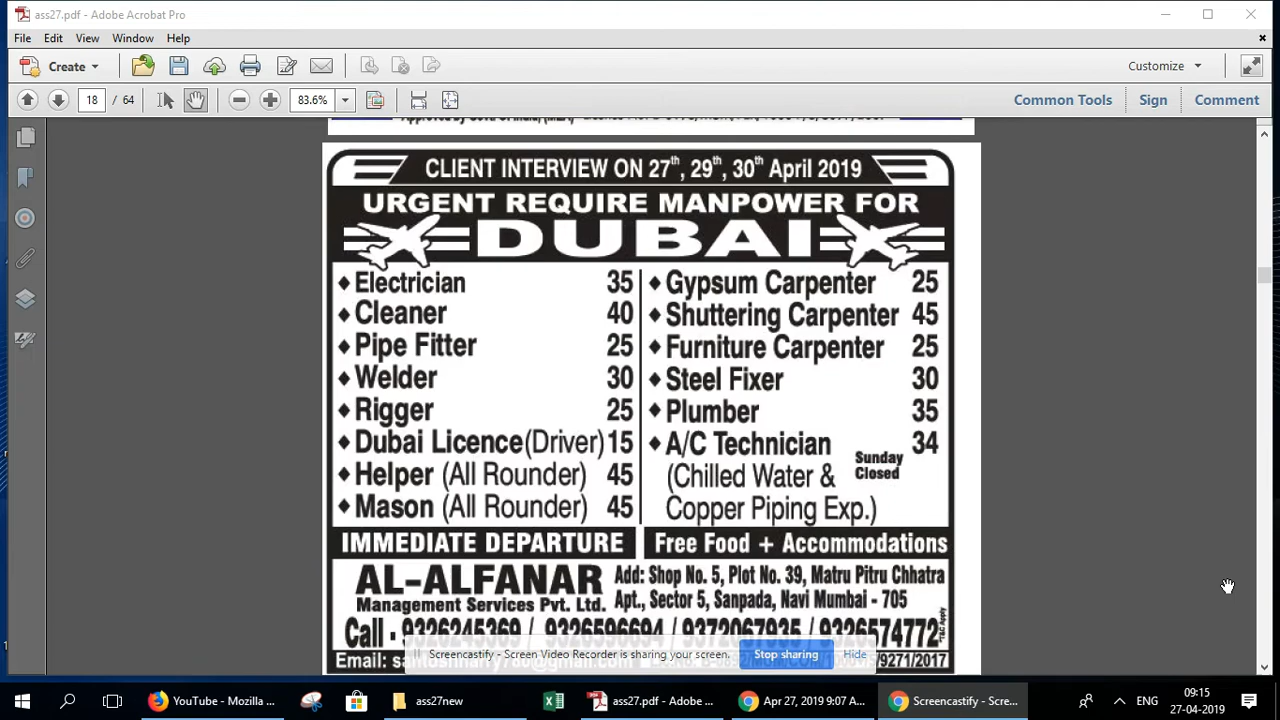 ass27.pdf - Adobe Acrobat Pro
File Edit View Window Help
Create Customize
18 / 64 83.6% Common Tools Sign Comment
CLIENT INTERVIEW ON 27th, 29th, 30th April 2019
URGENT REQUIRE MANPOWER FOR
DUBAI
Electrician 35
Cleaner 40
Pipe Fitter 25
Welder 30
Rigger 25
Dubai Licence (Driver) 15
Helper (All Rounder) 45
Mason (All Rounder) 45
Gypsum Carpenter 25
Shuttering Carpenter 45
Furniture Carpenter 25
Steel Fixer 30
Plumber 35
A/C Technician 34
(Chilled Water &
Copper Piping Exp.)
Sunday
Closed
IMMEDIATE DEPARTURE Free Food + Accommodations
AL-ALFANAR
Management Services Pvt. Ltd.
Add: Shop No. 5, Plot No. 39, Matru Pitru Chhatra
Apt., Sector 5, Sanpada, Navi Mumbai - 705
Call - 9326245369 / 9326596694 / 9372067935 / 9326574772
*T&C Apply
Email:
Screencastify - Screen Video Recorder is sharing your screen. Stop sharing Hide
YouTube - Mozilla ... ass27new ass27.pdf - Adobe ... Apr 27, 2019 9:07 A... Screencastify - Scre... ENG 09:15
27-04-2019